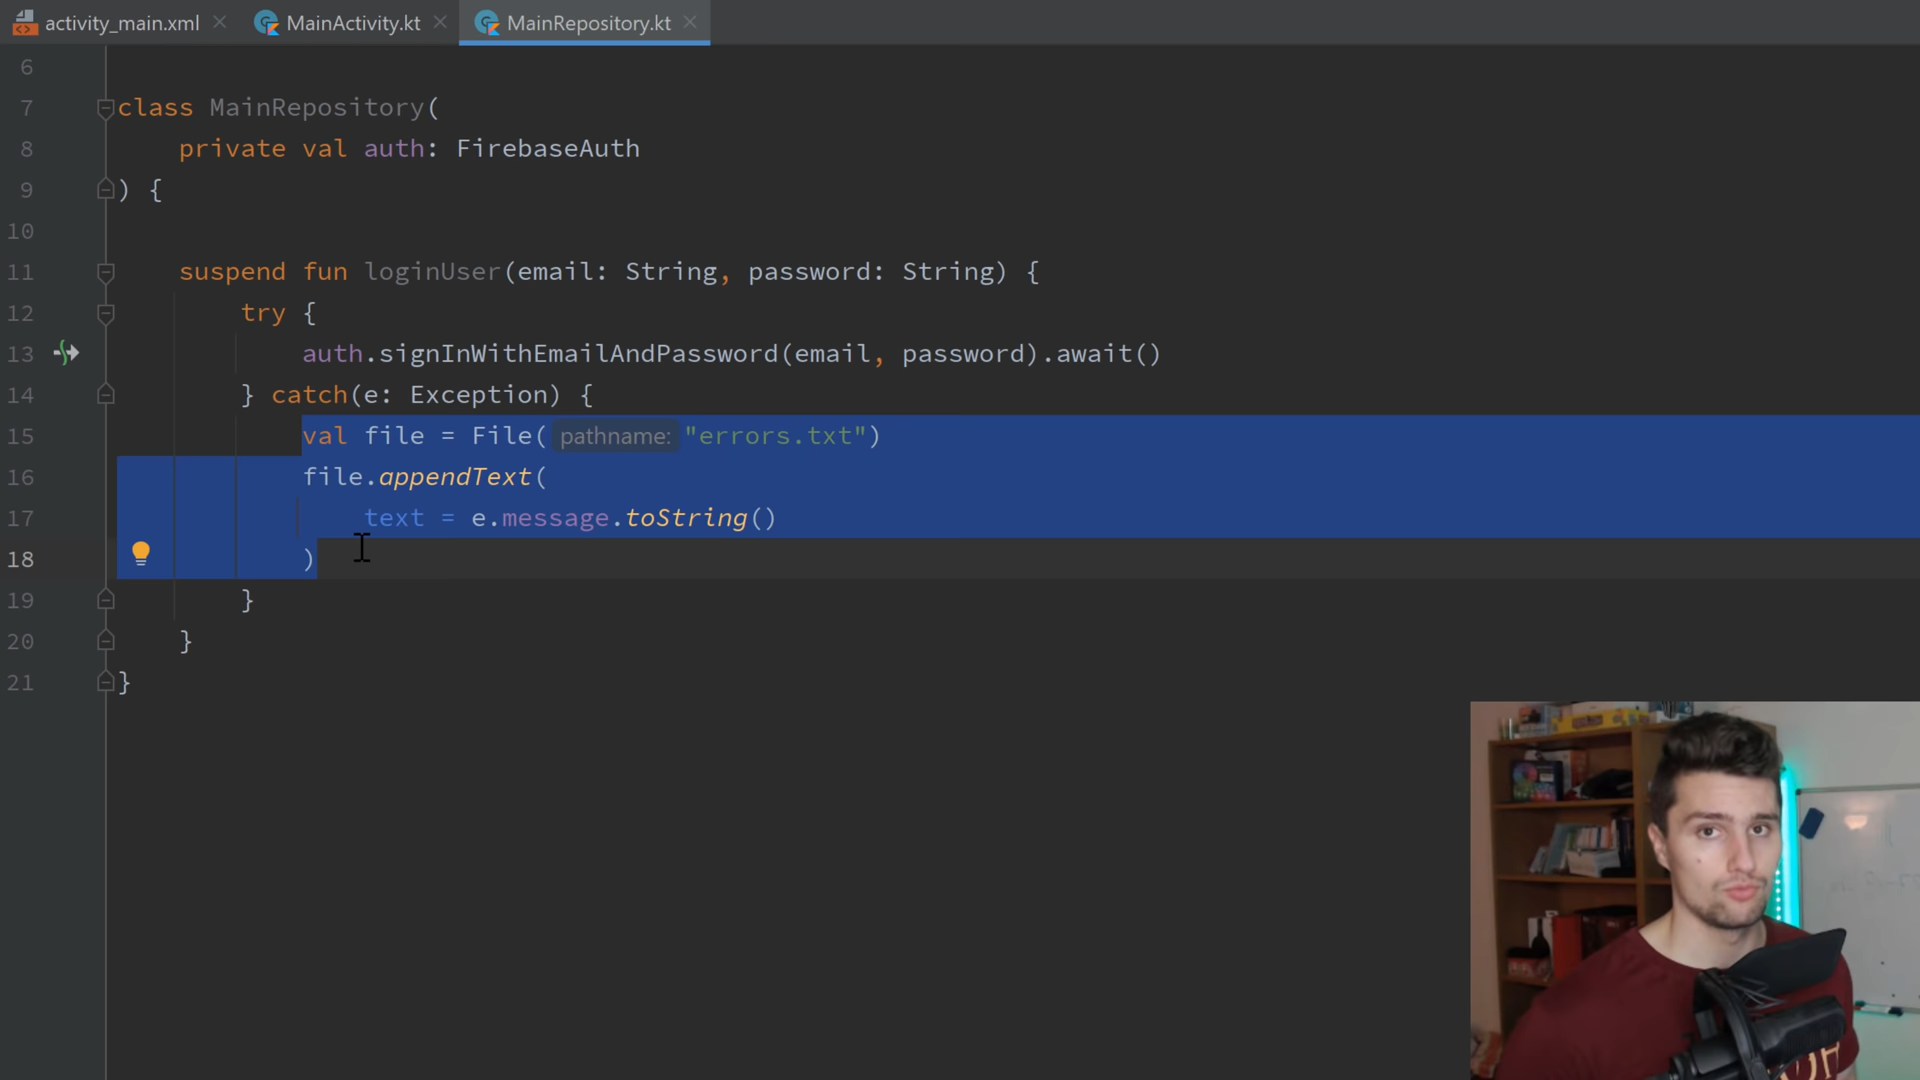 activity_main.xml MainActivity.kt MainRepository.kt
6
7 class MainRepository(
8 private val auth: FirebaseAuth
9 ) {
10
11 suspend fun loginUser(email: String, password: String) {
12 try {
13 auth.signInWithEmailAndPassword(email, password).await()
14 } catch(e: Exception) {
15 val file = File( pathname: "errors.txt")
16 file.appendText(
17 text = e.message.toString()
18 )
19 }
20 }
21 }